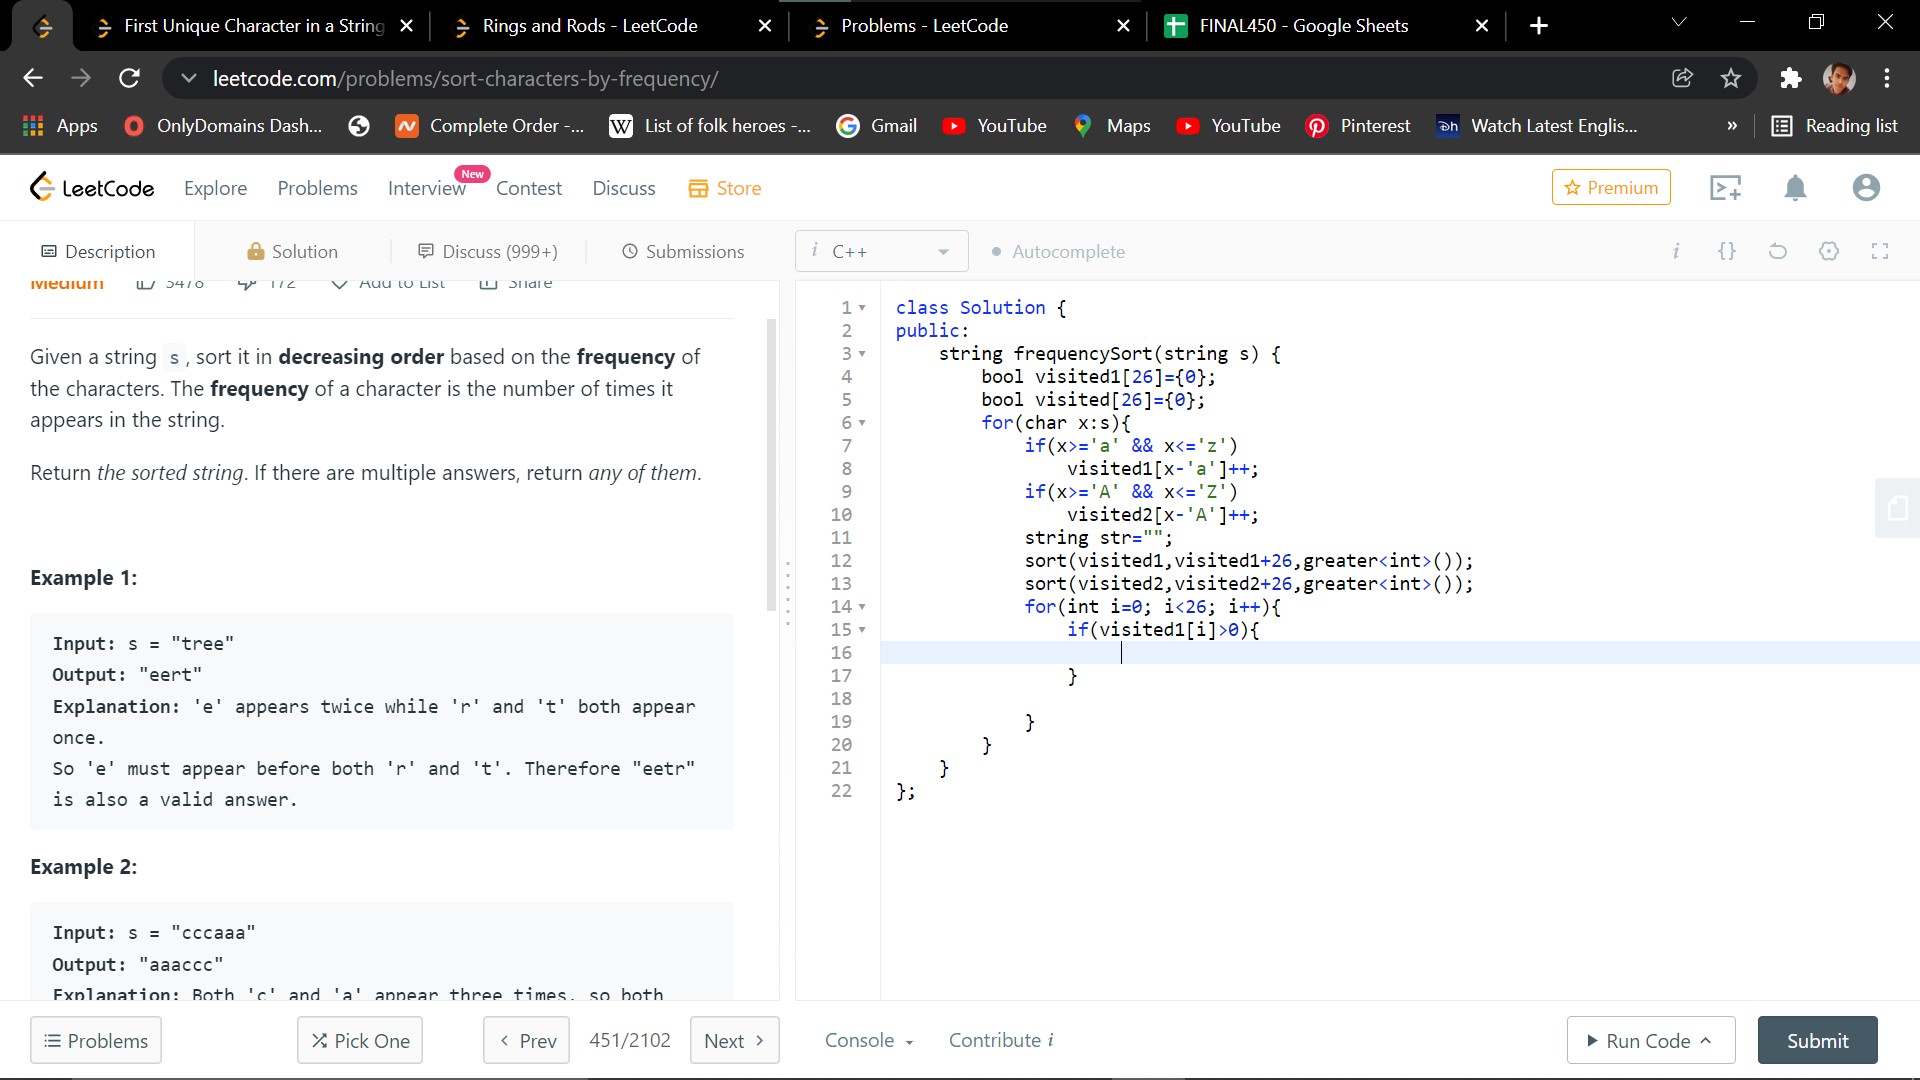 First Unique Character in a String
Rings and Rods - LeetCode
Problems - LeetCode
FINAL450 - Google Sheets
leetcode.com/problems/sort-characters-by-frequency/
Apps
OnlyDomains Dash...
Complete Order -...
W List of folk heroes -...
Gmail
YouTube
Maps
YouTube
Pinterest
Watch Latest Englis...
»
Reading list
LeetCode
Explore
Problems
Interview
New
Contest
Discuss
Store
Premium
Description
Solution
Discuss (999+)
Submissions
i C++
Autocomplete
i {}
Medium 3478 172 Add to List Share
Given a string s , sort it in decreasing order based on the frequency of
the characters. The frequency of a character is the number of times it
appears in the string.
Return the sorted string. If there are multiple answers, return any of them.
Example 1:
Input: s = "tree"
Output: "eert"
Explanation: 'e' appears twice while 'r' and 't' both appear
once.
So 'e' must appear before both 'r' and 't'. Therefore "eetr"
is also a valid answer.
Example 2:
Input: s = "cccaaa"
Output: "aaaccc"
Explanation: Both 'c' and 'a' appear three times, so both
1 class Solution {
2 public:
3 string frequencySort(string s) {
4 bool visited1[26]={0};
5 bool visited[26]={0};
6 for(char x:s){
7 if(x>='a' && x<='z')
8 visited1[x-'a']++;
9 if(x>='A' && x<='Z')
10 visited2[x-'A']++;
11 string str="";
12 sort(visited1,visited1+26,greater<int>());
13 sort(visited2,visited2+26,greater<int>());
14 for(int i=0; i<26; i++){
15 if(visited1[i]>0){
16
17 }
18
19 }
20 }
21 }
22 };
Problems
Pick One
< Prev
451/2102
Next >
Console
Contribute i
Run Code
Submit